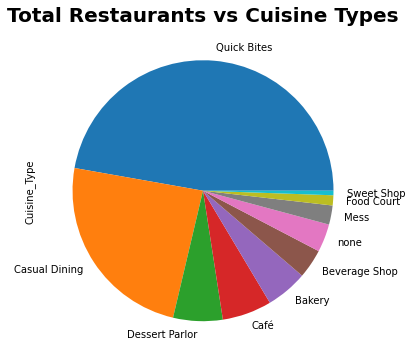 Total Restaurants vs Cuisine Types
Quick Bites
Cuisine_Type
Sweet Shop
Food Court
Mess
none
Beverage Shop
Bakery
Café
Dessert Parlor
Casual Dining